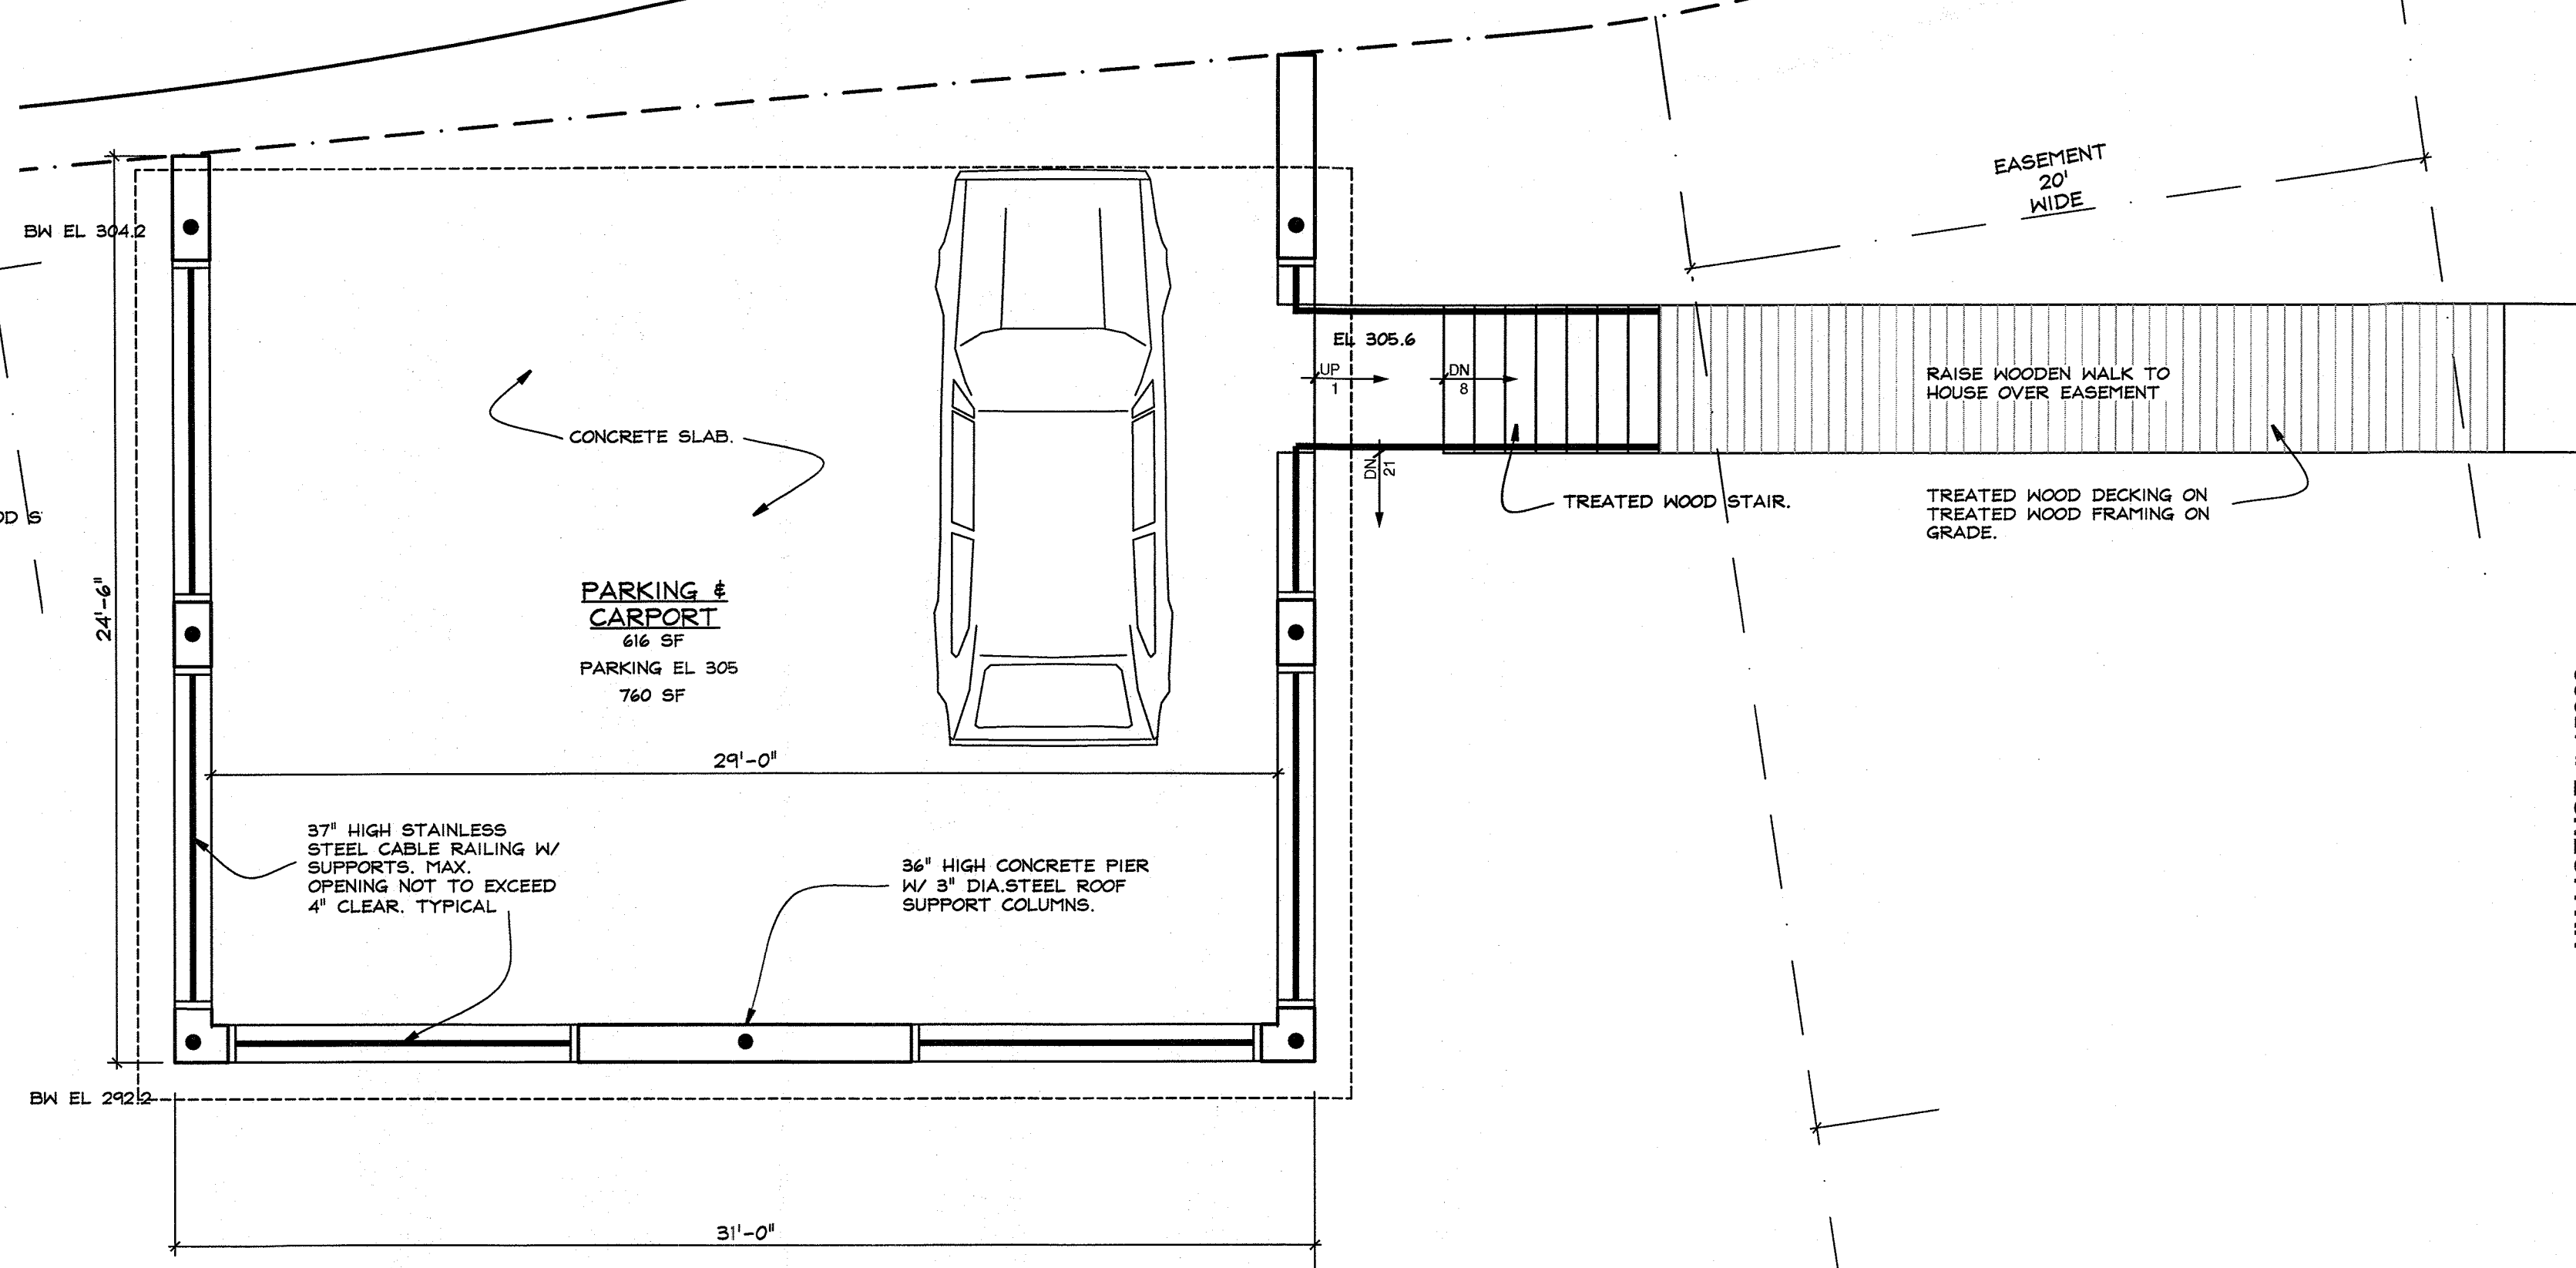 EASEMENT
20'
WIDE
BW EL 304.2
EL 305.6
UP
1
DN
8
RAISE WOODEN WALK TO
HOUSE OVER EASEMENT
CONCRETE SLAB.
DN
21
TREATED WOOD STAIR.
TREATED WOOD DECKING ON
TREATED WOOD FRAMING ON
GRADE.
24'-6"
PARKING &
CARPORT
616 SF
PARKING EL 305
760 SF
29'-0"
37" HIGH STAINLESS
STEEL CABLE RAILING W/
SUPPORTS. MAX.
OPENING NOT TO EXCEED
4" CLEAR. TYPICAL
36" HIGH CONCRETE PIER
W/ 3" DIA.STEEL ROOF
SUPPORT COLUMNS.
BW EL 292.2
31'-0"